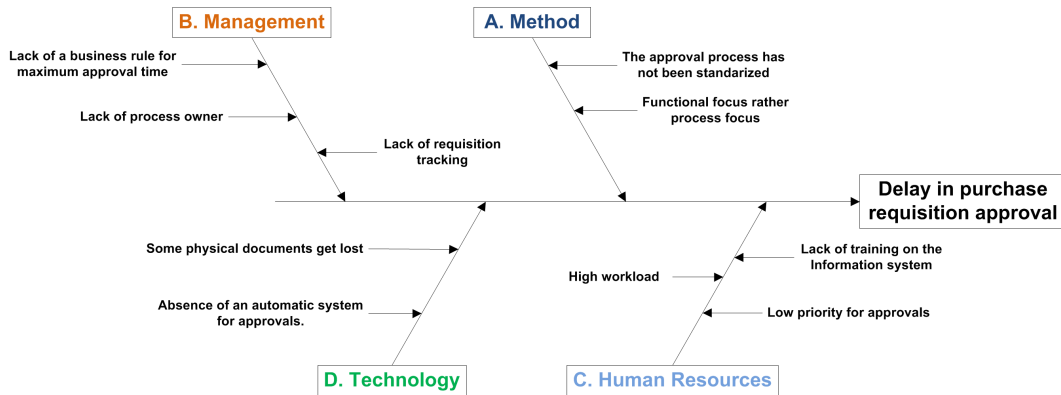 B. Management
A. Method
Lack of a business rule for
maximum approval time
Lack of process owner
Lack of requisition
tracking
The approval process has
not been standarized
Functional focus rather
process focus
Delay in purchase
requisition approval
Some physical documents get lost
Absence of an automatic system
for approvals.
High workload
Lack of training on the
Information system
Low priority for approvals
D. Technology
C. Human Resources